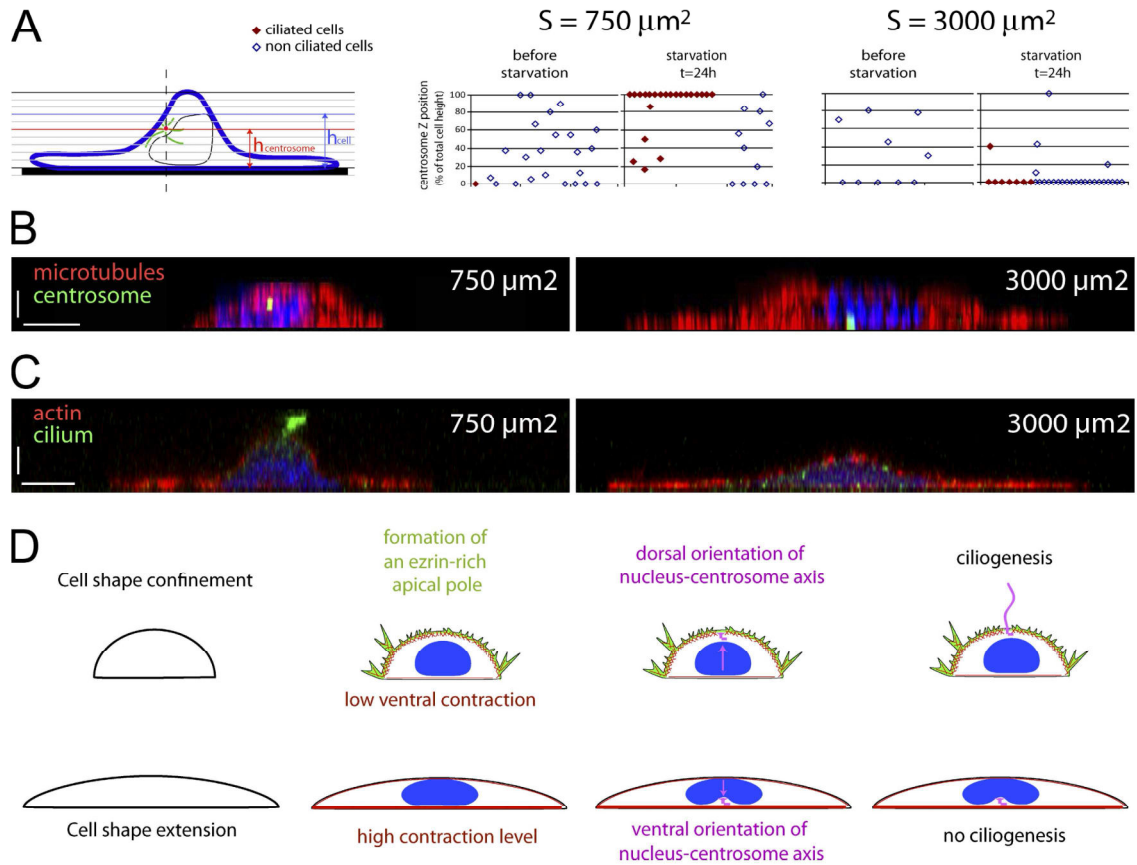 A
ciliated cells
non ciliated cells
hcentrosome
hcell
S = 750 µm2
S = 3000 µm2
before
starvation
starvation
t=24h
before
starvation
starvation
t=24h
centrosome Z position
(% of total cell height)
100
80
60
40
20
0
B
microtubules
centrosome
750 µm2
3000 µm2
C
actin
cilium
750 µm2
3000 µm2
D
Cell shape confinement
formation of
an ezrin-rich
apical pole
low ventral contraction
dorsal orientation of
nucleus-centrosome axis
ciliogenesis
Cell shape extension
high contraction level
ventral orientation of
nucleus-centrosome axis
no ciliogenesis